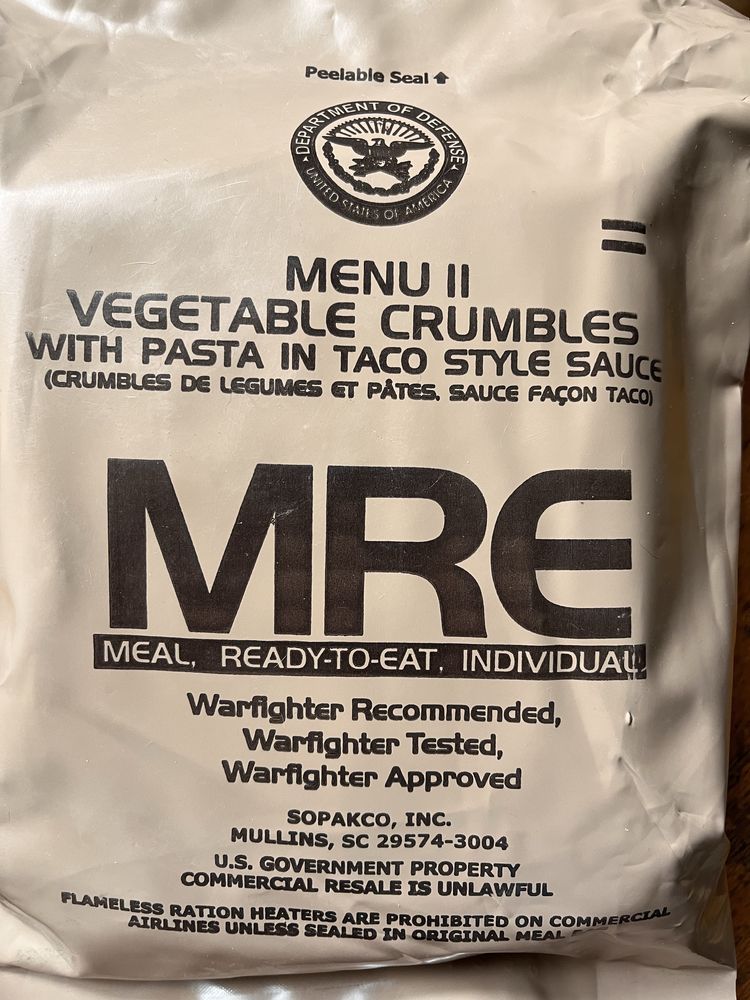 Peelable Seal ↑
DEPARTMENT OF DEFENSE
UNITED STATES OF AMERICA
MENU 11
VEGETABLE CRUMBLES
WITH PASTA IN TACO STYLE SAUCE
(CRUMBLES DE LEGUMES ET PÂTES, SAUCE FAÇON TACO)
MRE
MEAL, READY-TO-EAT, INDIVIDUAL
Warfighter Recommended,
Warfighter Tested,
Warfighter Approved
SOPAKCO, INC.
MULLINS, SC 29574-3004
U.S. GOVERNMENT PROPERTY
COMMERCIAL RESALE IS UNLAWFUL
FLAMELESS RATION HEATERS ARE PROHIBITED ON COMMERCIAL
AIRLINES UNLESS SEALED IN ORIGINAL MEAL